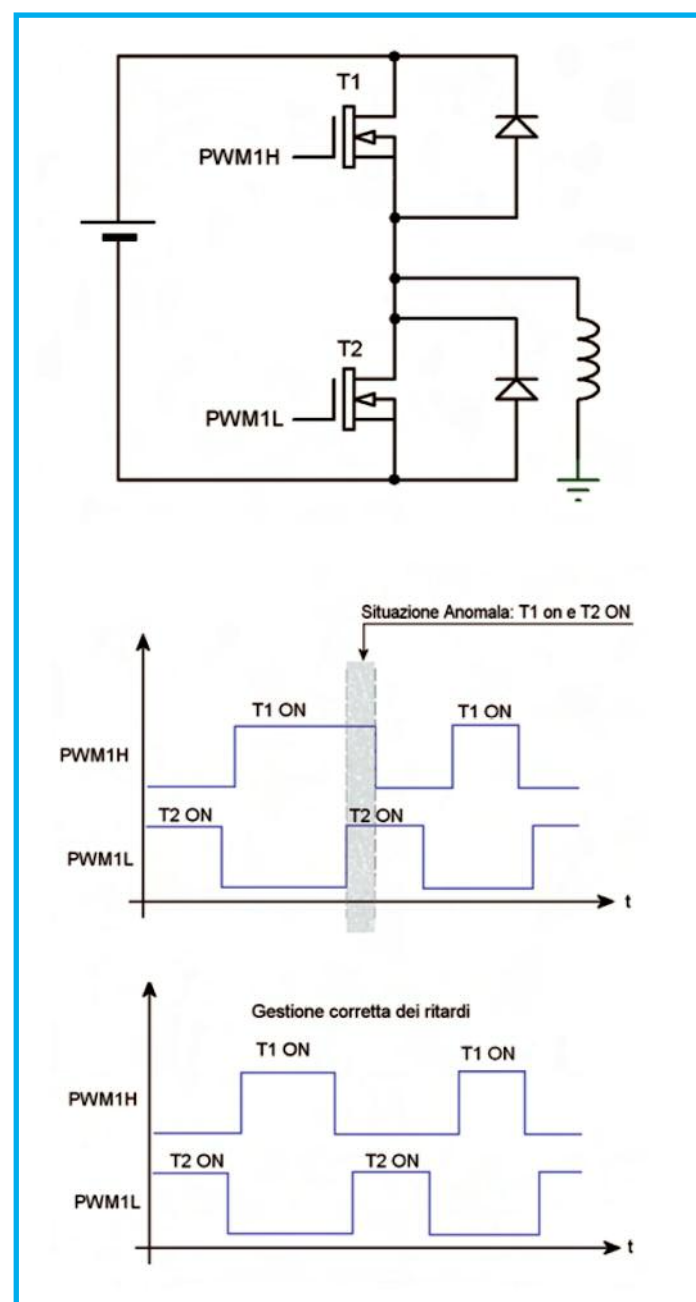 T1
PWM1H
T2
PWM1L
Situazione Anomala: T1 on e T2 ON
T1 ON
T1 ON
PWM1H
T2 ON
T2 ON
PWM1L
t
Gestione corretta dei ritardi
T1 ON
T1 ON
PWM1H
T2 ON
T2 ON
PWM1L
t